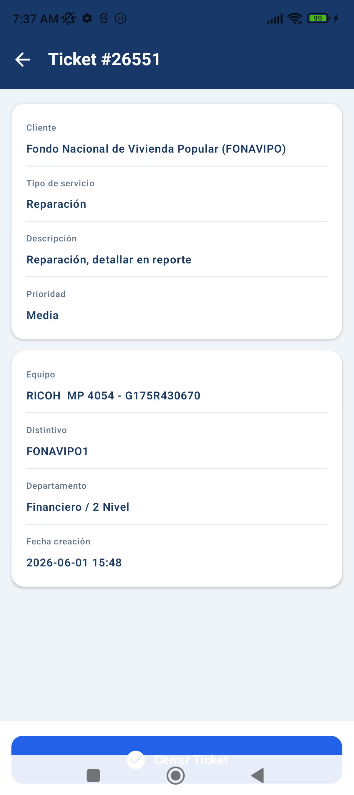 7:37 AM
99
Ticket #26551
Cliente
Fondo Nacional de Vivienda Popular (FONAVIPO)
Tipo de servicio
Reparación
Descripción
Reparación, detallar en reporte
Prioridad
Media
Equipo
RICOH  MP 4054 - G175R430670
Distintivo
FONAVIPO1
Departamento
Financiero / 2 Nivel
Fecha creación
2026-06-01 15:48
Cerrar Ticket